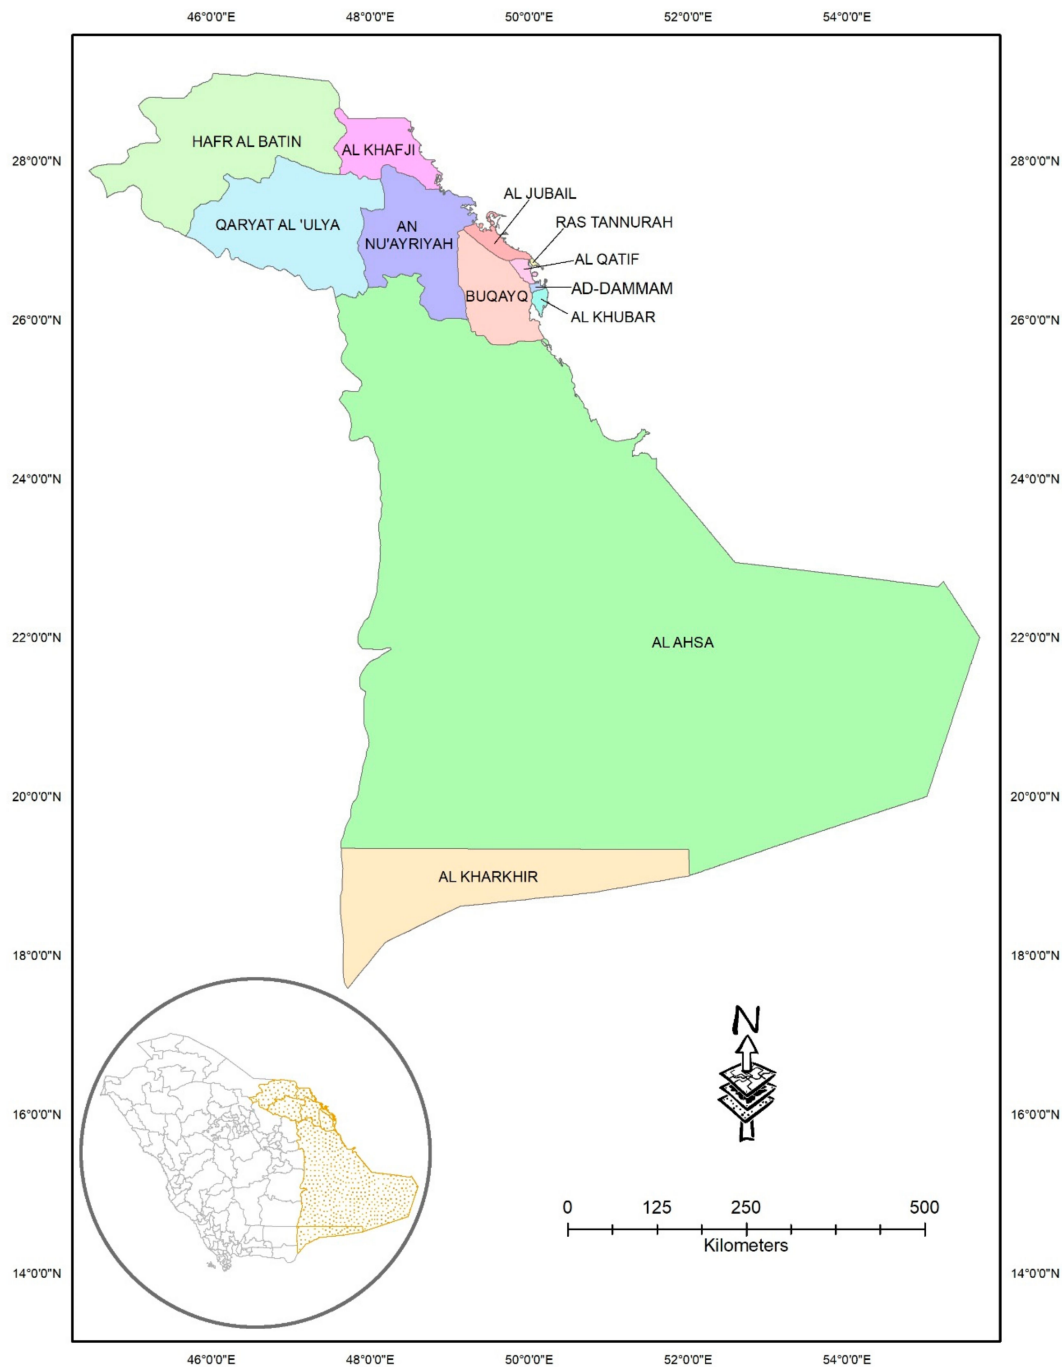 46°0'0"E 48°0'0"E 50°0'0"E 52°0'0"E 54°0'0"E
HAFR AL BATIN
AL KHAFJI
28°0'0"N 28°0'0"N
AL JUBAIL
QARYAT AL 'ULYA
AN
NU'AYRIYAH
RAS TANNURAH
AL QATIF
BUQAYQ
AD-DAMMAM
AL KHUBAR
26°0'0"N 26°0'0"N
24°0'0"N 24°0'0"N
22°0'0"N 22°0'0"N
AL AHSA
20°0'0"N 20°0'0"N
AL KHARKHIR
18°0'0"N 18°0'0"N
N
16°0'0"N 16°0'0"N
0 125 250 500
Kilometers
14°0'0"N 14°0'0"N
46°0'0"E 48°0'0"E 50°0'0"E 52°0'0"E 54°0'0"E